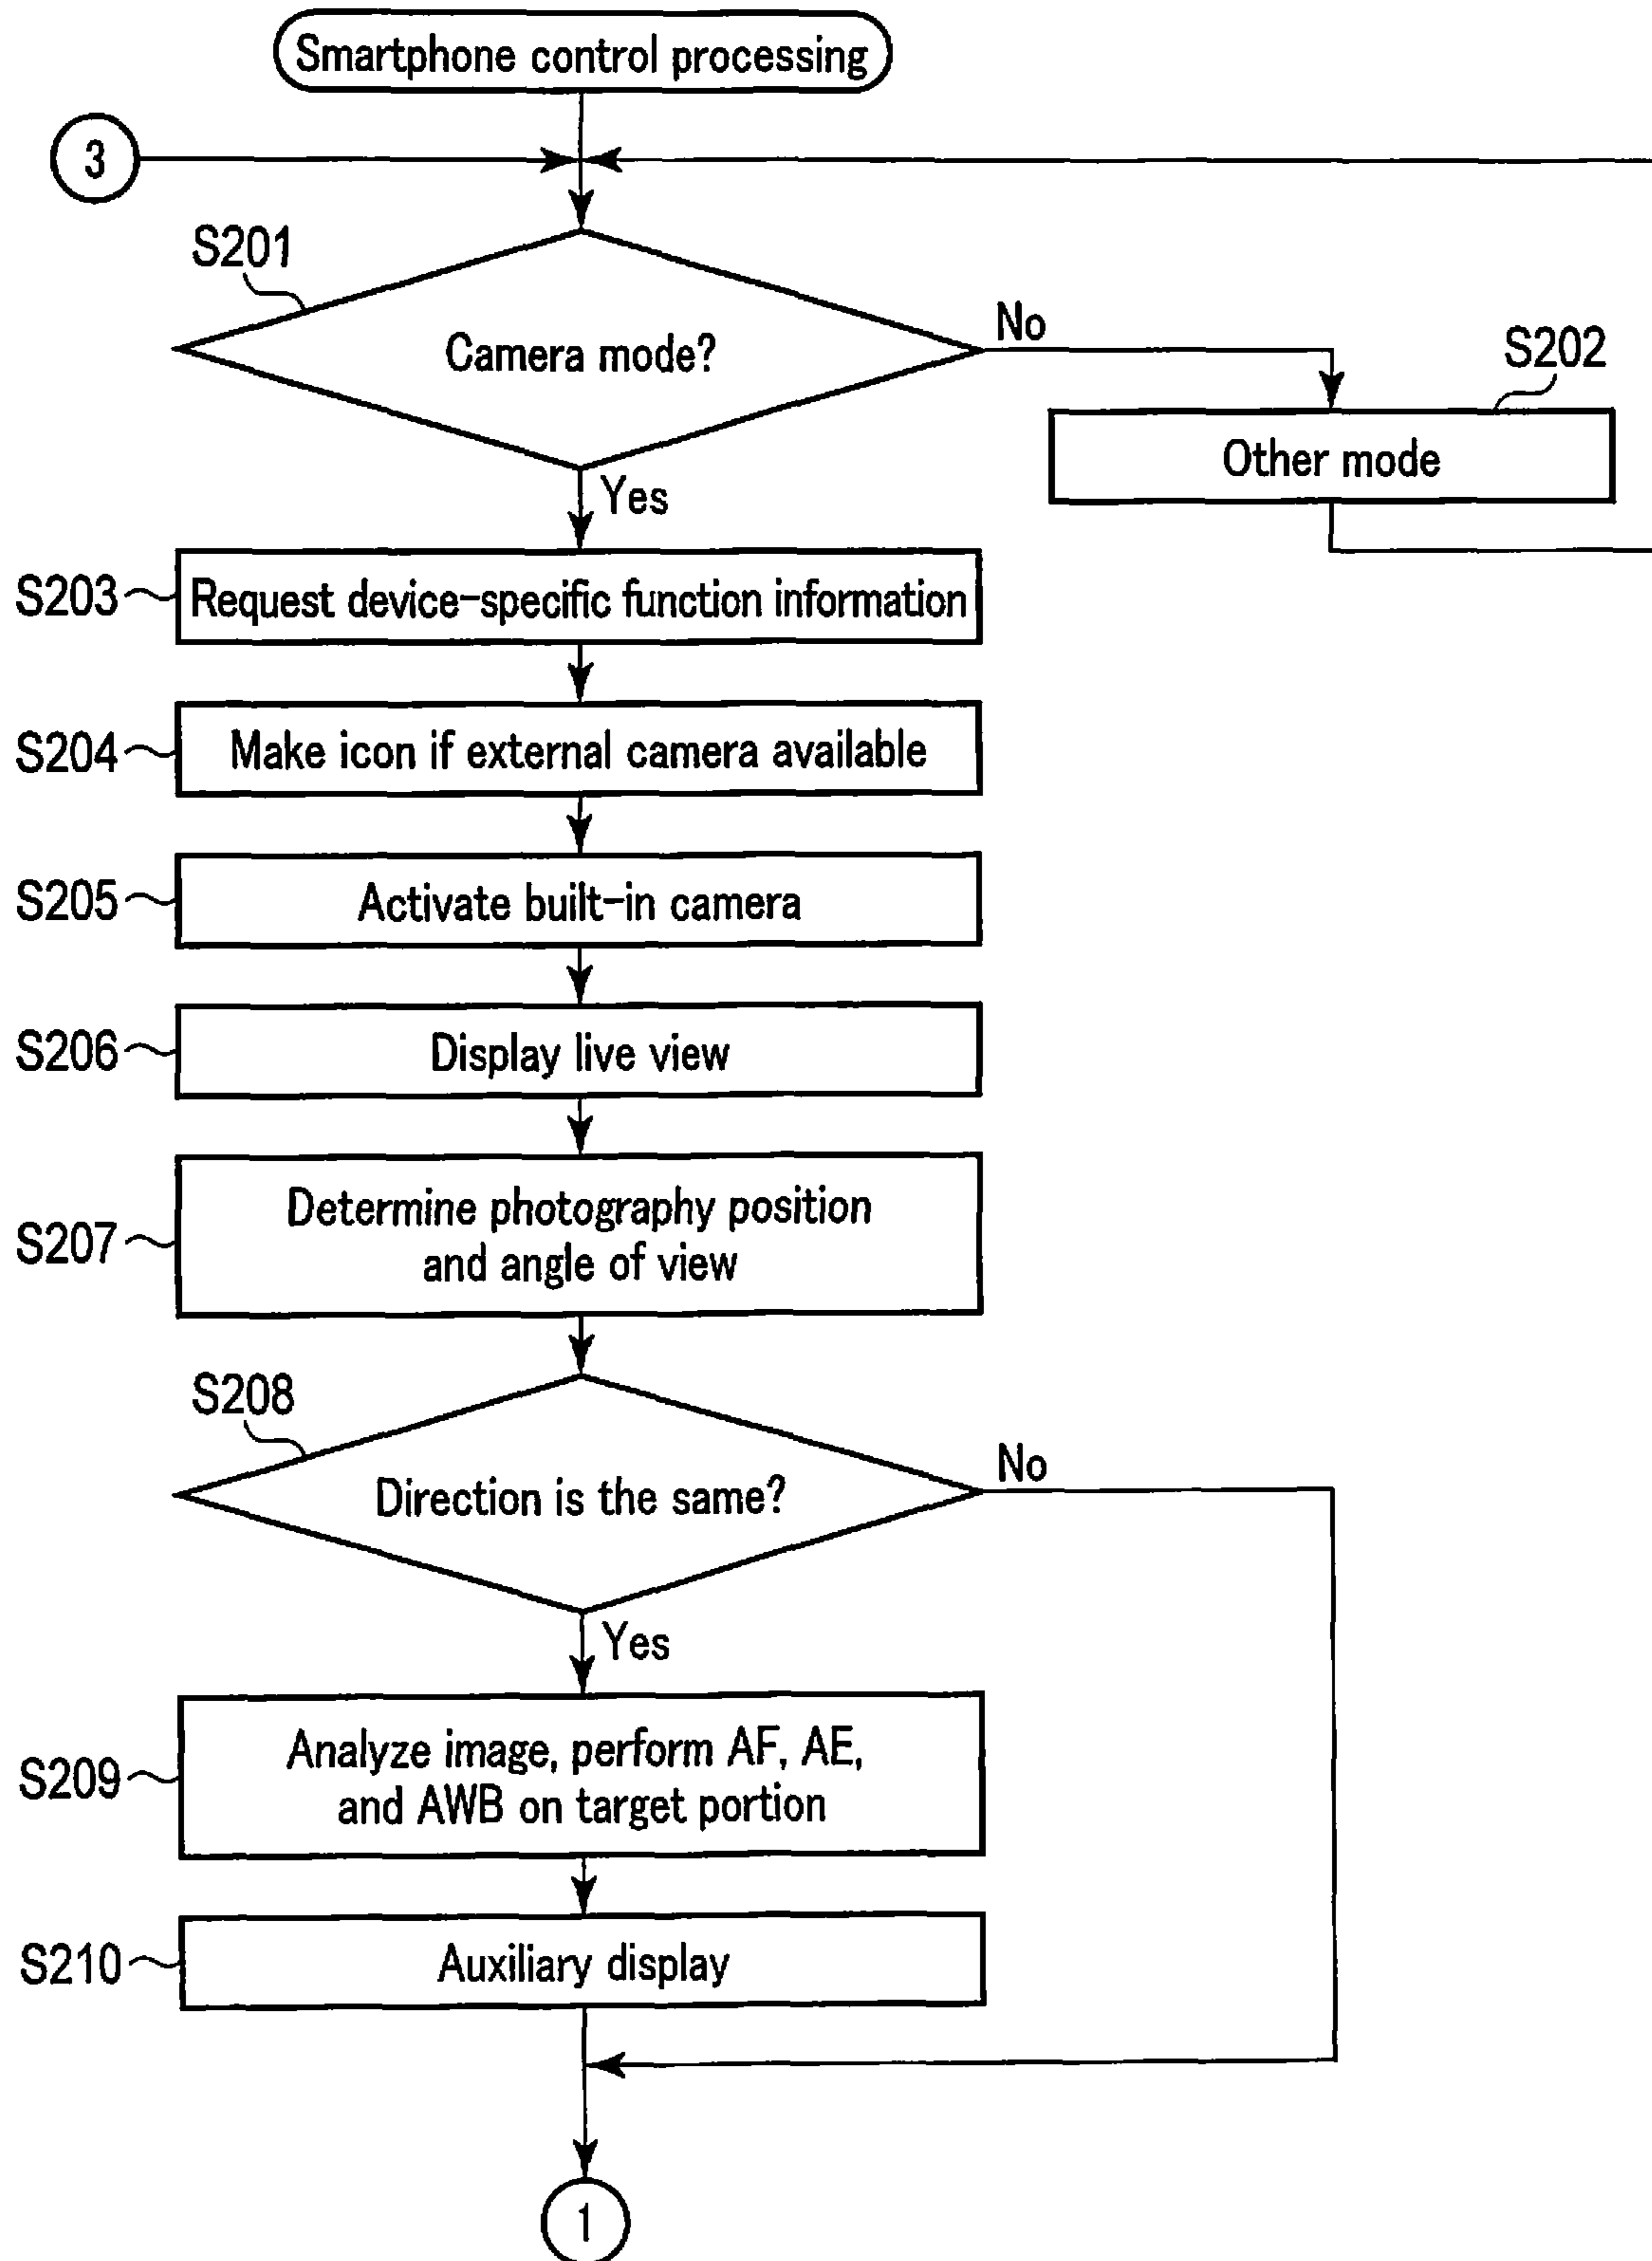 Smartphone control processing
3
S201
Camera mode?
No
S202
Other mode
Yes
S203
Request device-specific function information
S204
Make icon if external camera available
S205
Activate built-in camera
S206
Display live view
S207
Determine photography position
and angle of view
S208
Direction is the same?
No
Yes
S209
Analyze image, perform AF, AE,
and AWB on target portion
S210
Auxiliary display
1